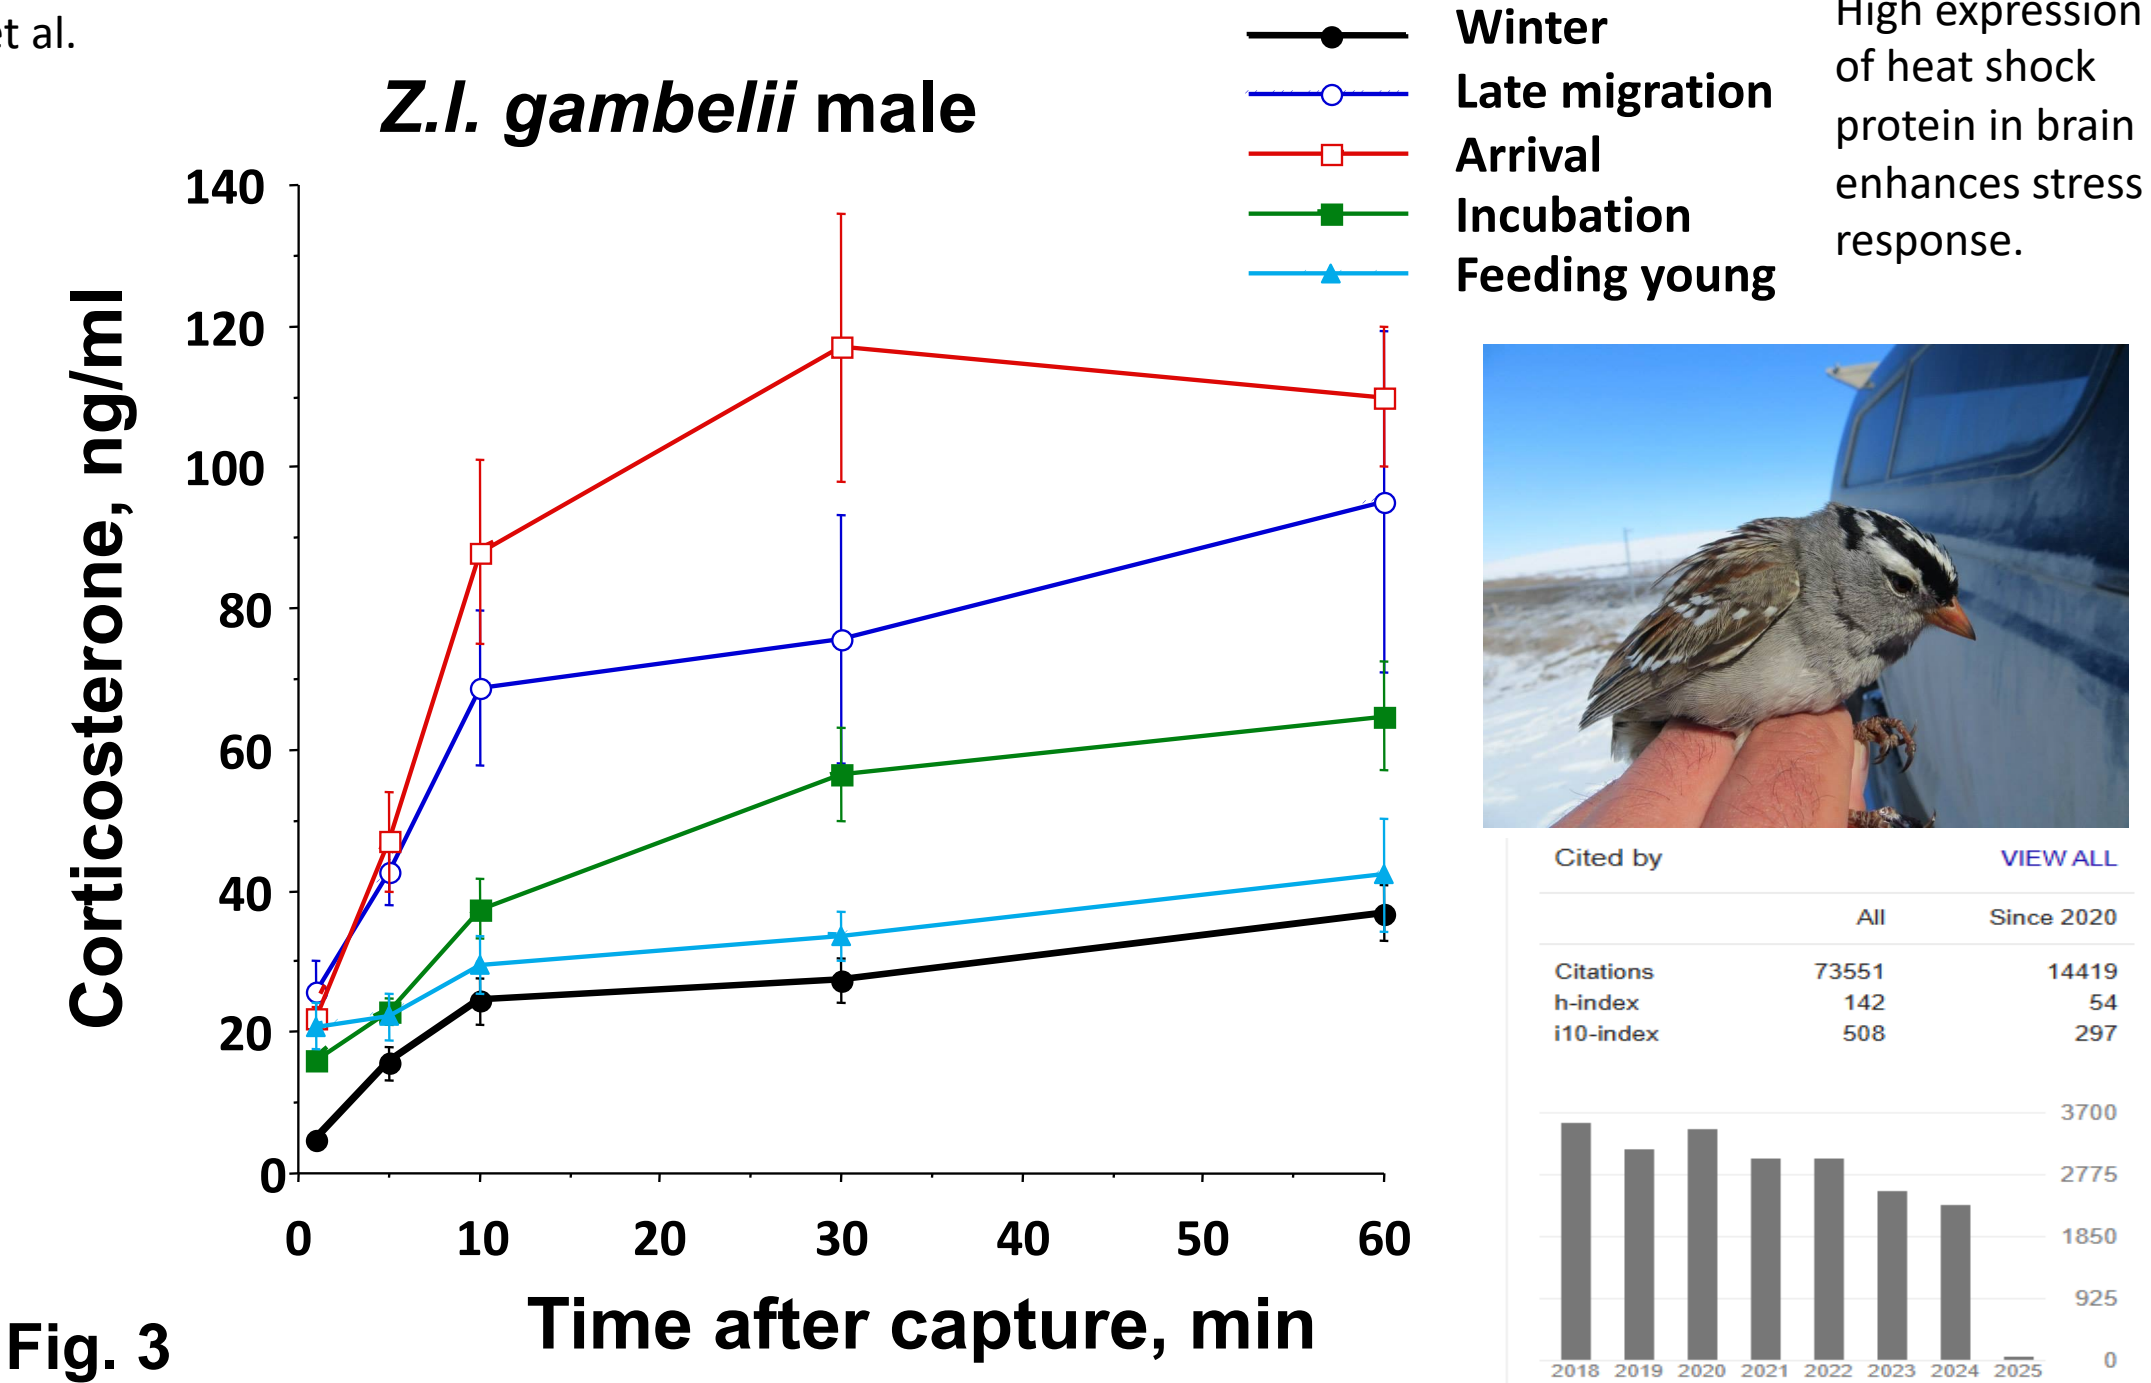 et al.
Z.l. gambelii male
Winter
Late migration
Arrival
Incubation
Feeding young
High expression
of heat shock
protein in brain
enhances stress
response.
Corticosterone, ng/ml
140
120
100
80
60
40
20
0
0 10 20 30 40 50 60
Time after capture, min
Fig. 3
Cited by VIEW ALL
All Since 2020
Citations 73551 14419
h-index 142 54
i10-index 508 297
3700
2775
1850
925
0
2018 2019 2020 2021 2022 2023 2024 2025